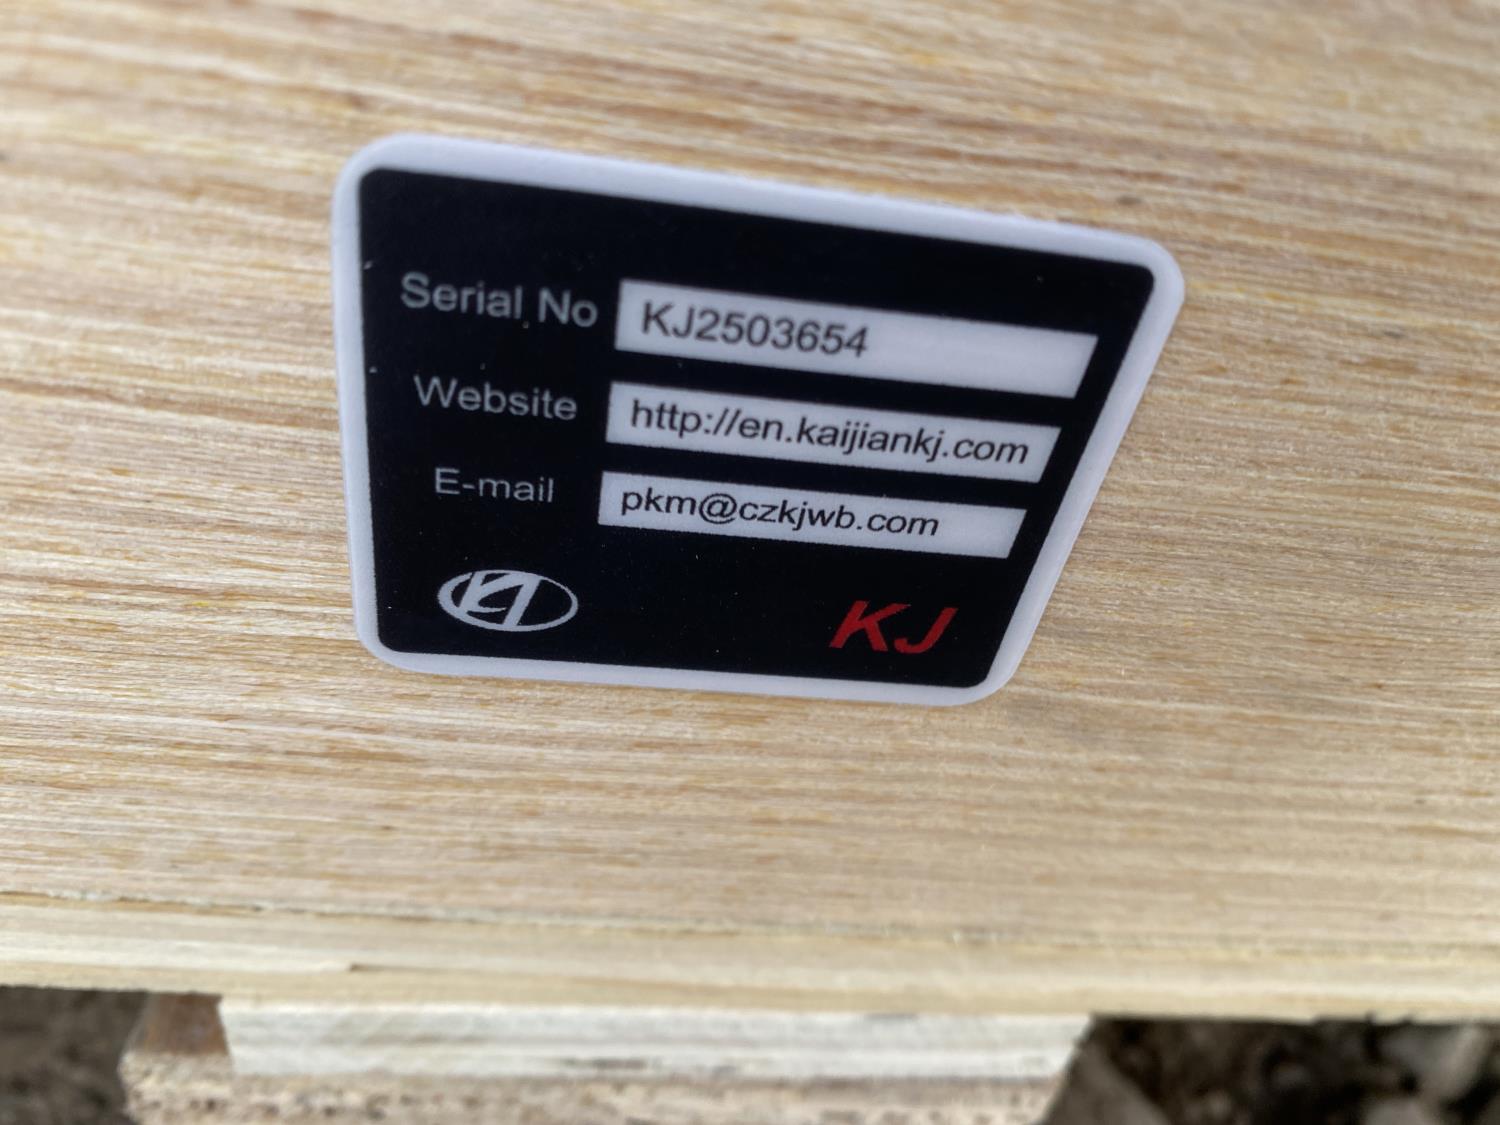 Serial No KJ2503654
Website http://en.kaijiankj.com
E-mail pkm@czkjwb.com
KJ